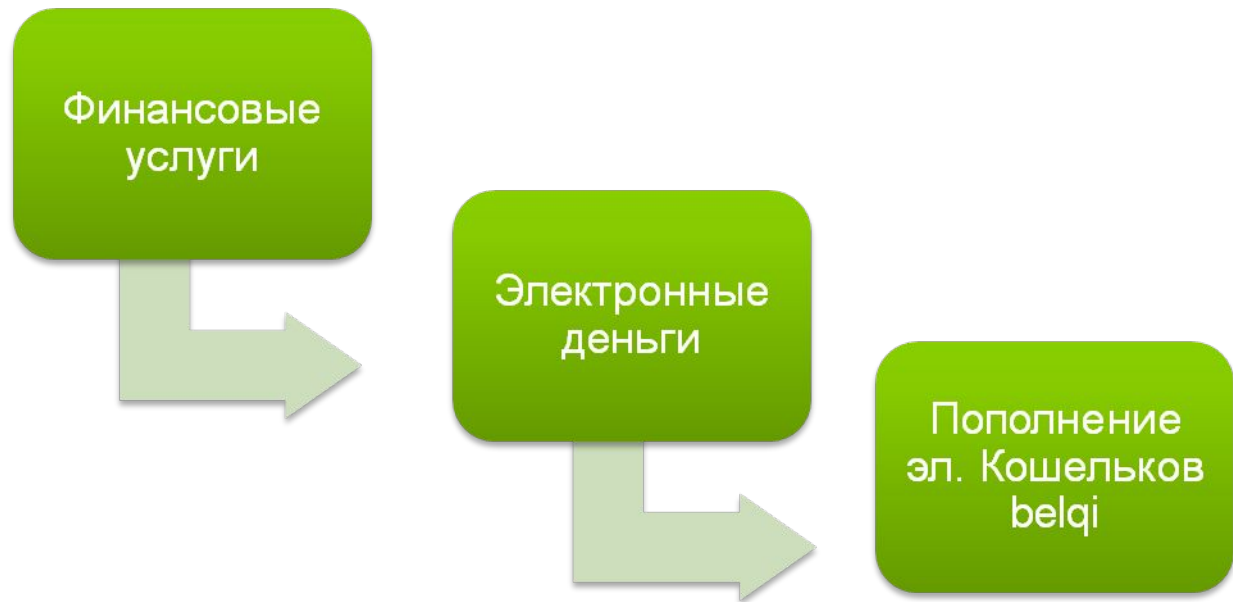 Финансовые
услуги
Электронные
деньги
Пополнение
эл. Кошельков
belqi